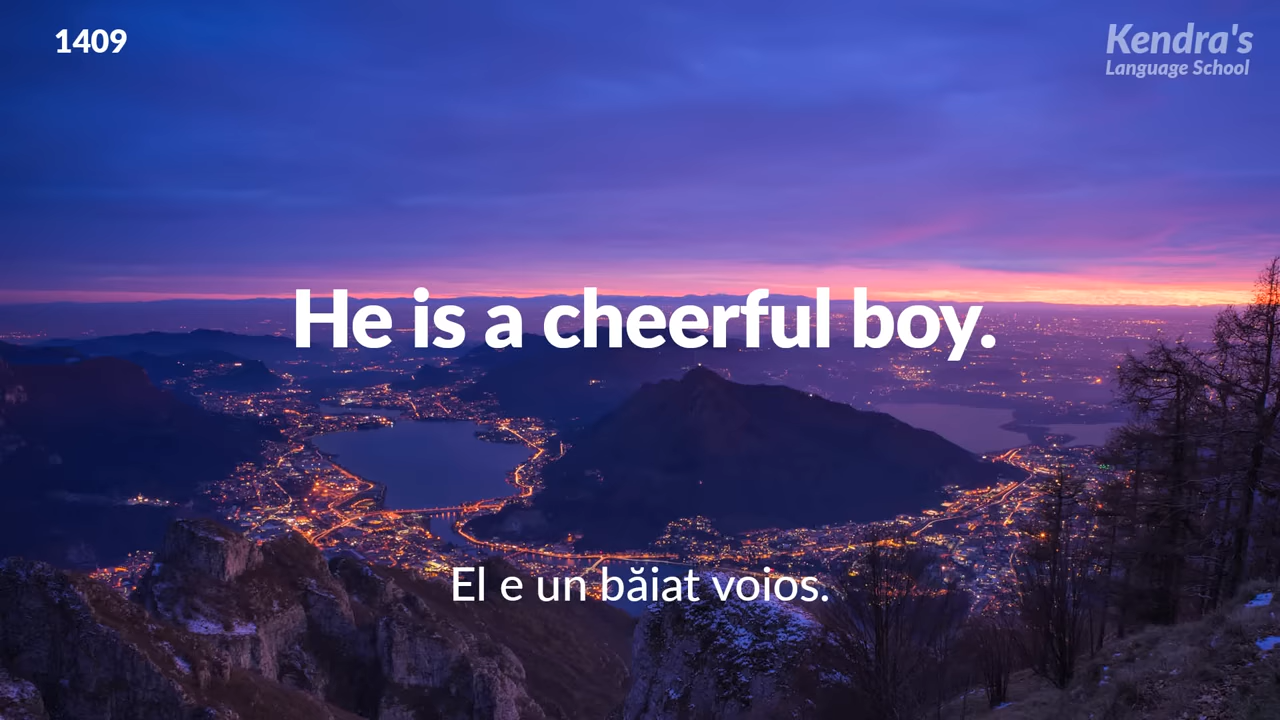 1409
Kendra's
Language School
He is a cheerful boy.
El e un băiat voios.